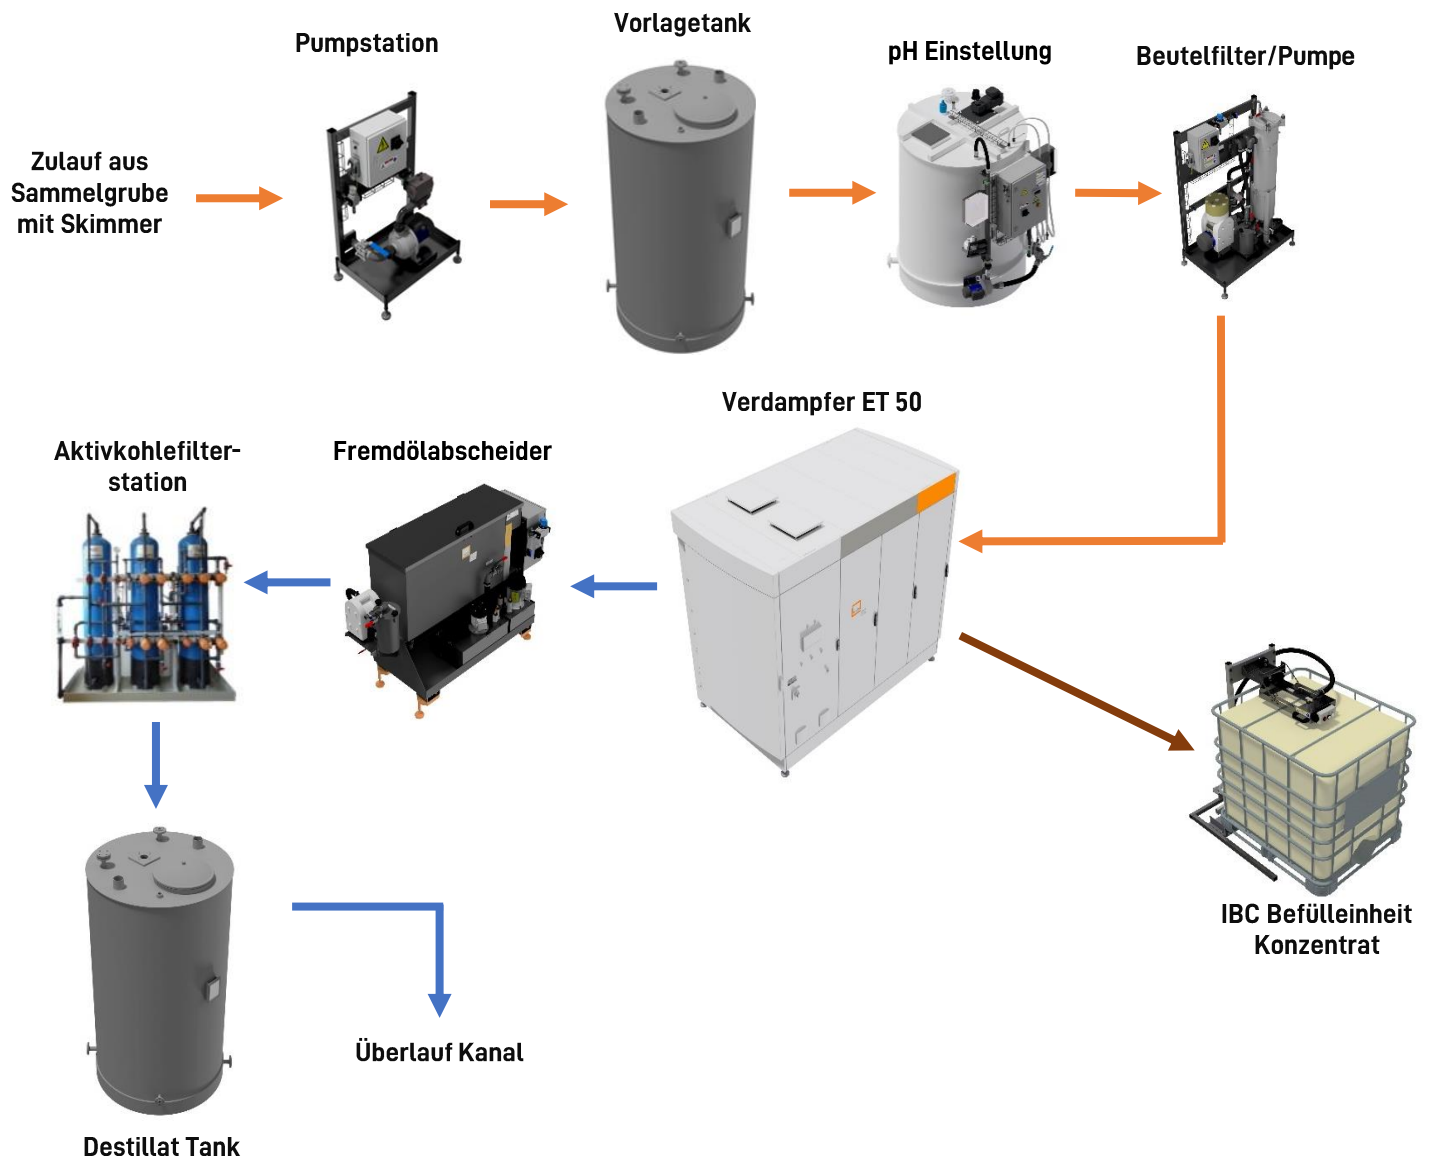 Pumpstation
Vorlagetank
pH Einstellung
Beutelfilter/Pumpe
Zulauf aus
Sammelgrube
mit Skimmer
Verdampfer ET 50
Fremdölabscheider
Aktivkohlefilter-
station
IBC Befülleinheit
Konzentrat
Überlauf Kanal
Destillat Tank